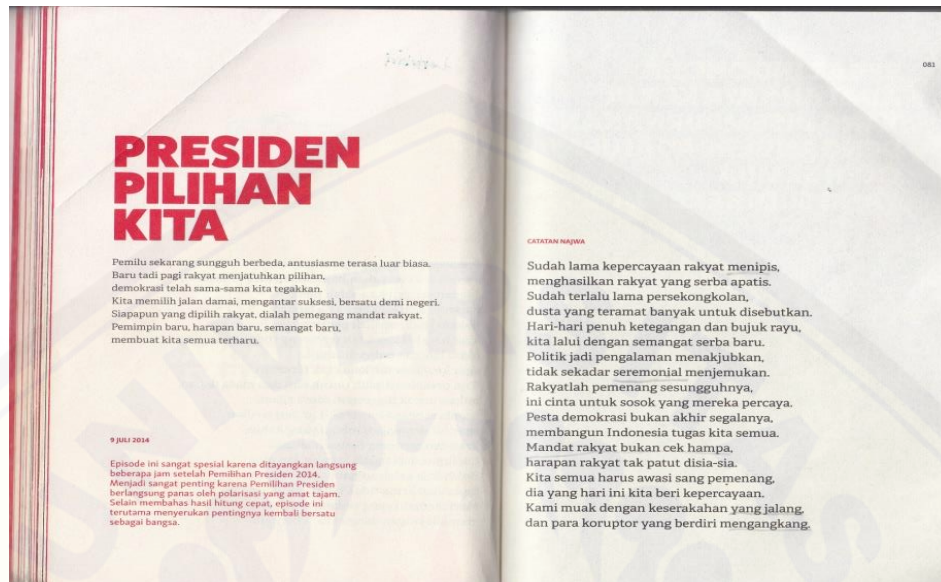 PRESIDEN
PILIHAN
KITA
Pemilu sekarang sungguh berbeda, antusiasme terasa luar biasa.
Baru tadi pagi rakyat menjatuhkan pilihan,
demokrasi telah sama-sama kita tegakkan.
Kita memilih jalan damai, mengantar suksesi, bersatu demi negeri.
Siapapun yang dipilih rakyat, dialah pemegang mandat rakyat.
Pemimpin baru, harapan baru, semangat baru,
membuat kita semua terharu.
9 JULI 2014
Episode ini sangat spesial karena ditayangkan langsung
beberapa jam setelah Pemilihan Presiden 2014.
Menjadi sangat penting karena Pemilihan Presiden
berlangsung panas oleh polarisasi yang amat tajam.
Selain membahas hasil hitung cepat, episode ini
terutama menyerukan pentingnya kembali bersatu
sebagai bangsa.
081
CATATAN NAJWA
Sudah lama kepercayaan rakyat menipis,
menghasilkan rakyat yang serba apatis.
Sudah terlalu lama persekongkolan,
dusta yang teramat banyak untuk disebutkan.
Hari-hari penuh ketegangan dan bujuk rayu,
kita lalui dengan semangat serba baru.
Politik jadi pengalaman menakjubkan,
tidak sekadar seremonial menjemukan.
Rakyatlah pemenang sesungguhnya,
ini cinta untuk sosok yang mereka percaya.
Pesta demokrasi bukan akhir segalanya,
membangun Indonesia tugas kita semua.
Mandat rakyat bukan cek hampa,
harapan rakyat tak patut disia-sia.
Kita semua harus awasi sang pemenang,
dia yang hari ini kita beri kepercayaan.
Kami muak dengan keserakahan yang jalang,
dan para koruptor yang berdiri mengangkang.